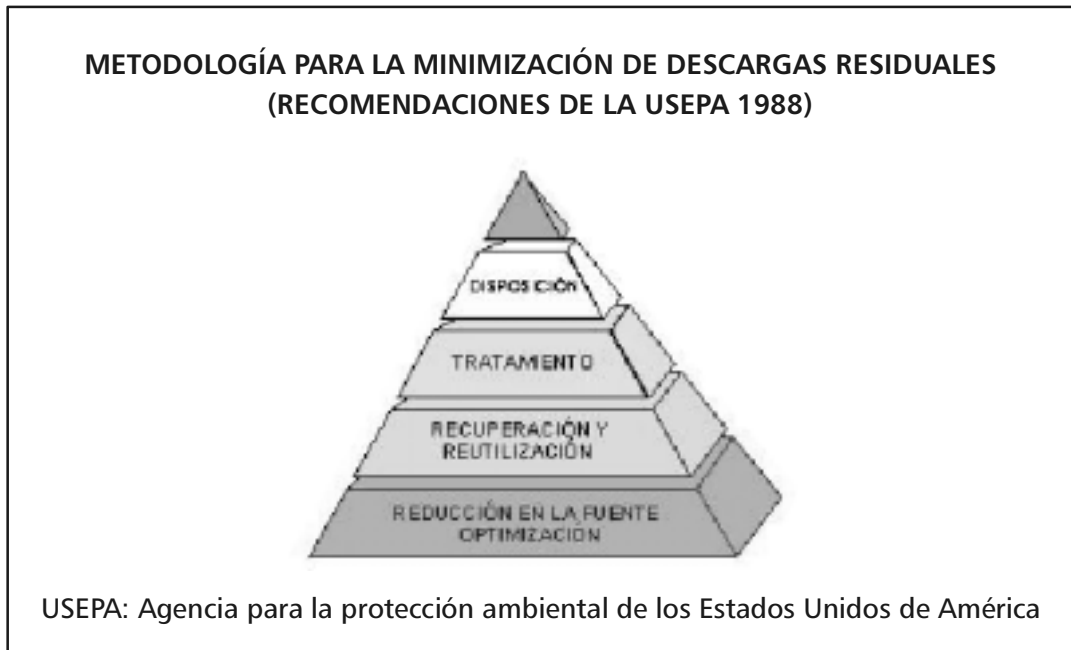 METODOLOGÍA PARA LA MINIMIZACIÓN DE DESCARGAS RESIDUALES
(RECOMENDACIONES DE LA USEPA 1988)
DISPOSICIÓN
TRATAMIENTO
RECUPERACIÓN Y
REUTILIZACIÓN
REDUCCIÓN EN LA FUENTE
OPTIMIZACIÓN
USEPA: Agencia para la protección ambiental de los Estados Unidos de América